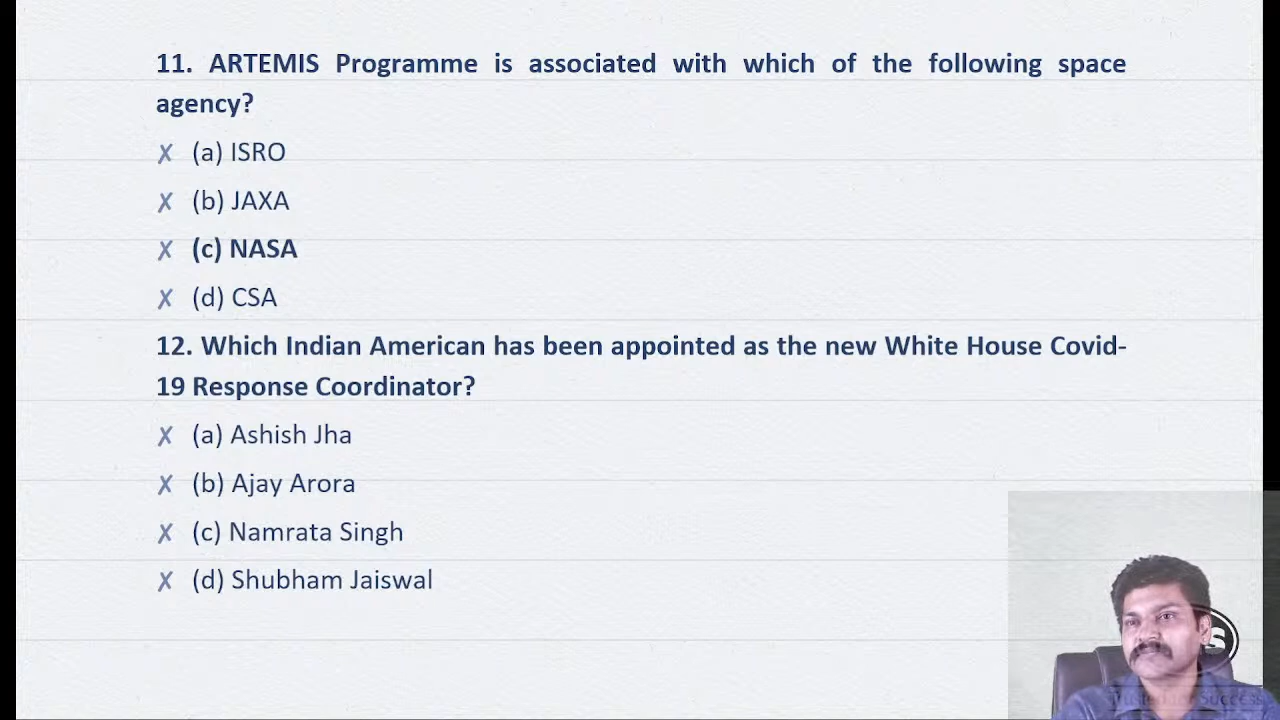 11. ARTEMIS Programme is associated with which of the following space
agency?
✗ (a) ISRO
✗ (b) JAXA
✗ (c) NASA
✗ (d) CSA
12. Which Indian American has been appointed as the new White House Covid-
19 Response Coordinator?
✗ (a) Ashish Jha
✗ (b) Ajay Arora
✗ (c) Namrata Singh
✗ (d) Shubham Jaiswal
S
Success